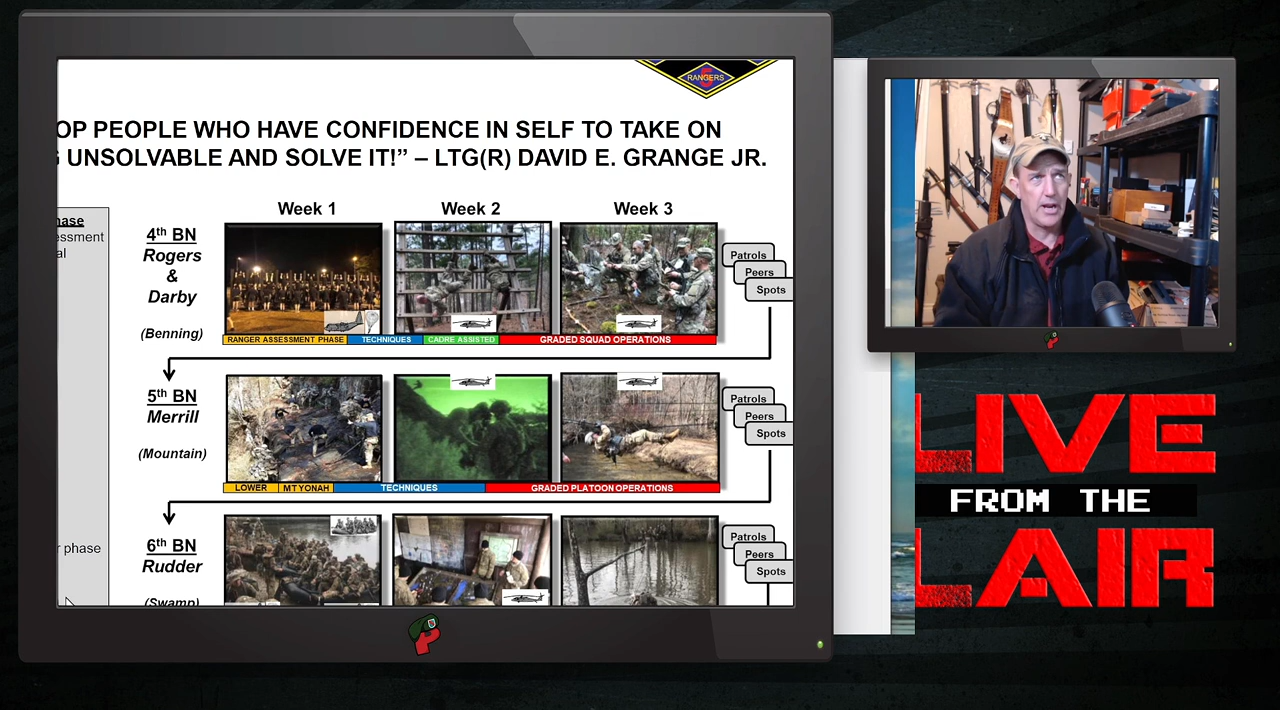 RANGERS
OP PEOPLE WHO HAVE CONFIDENCE IN SELF TO TAKE ON
G UNSOLVABLE AND SOLVE IT!” – LTG(R) DAVID E. GRANGE JR.
Week 1 Week 2 Week 3
hase
essment
al
4th BN
Rogers
&
Darby
(Benning)
Patrols
Peers
Spots
RANGER ASSESSMENT PHASE TECHNIQUES CADRE ASSISTED GRADED SQUAD OPERATIONS
5th BN
Merrill
(Mountain)
Patrols
Peers
Spots
LOWER MT YONAH TECHNIQUES GRADED PLATOON OPERATIONS
r phase
6th BN
Rudder
(Swamp)
Patrols
Peers
Spots
LIVE
FROM THE
LAIR